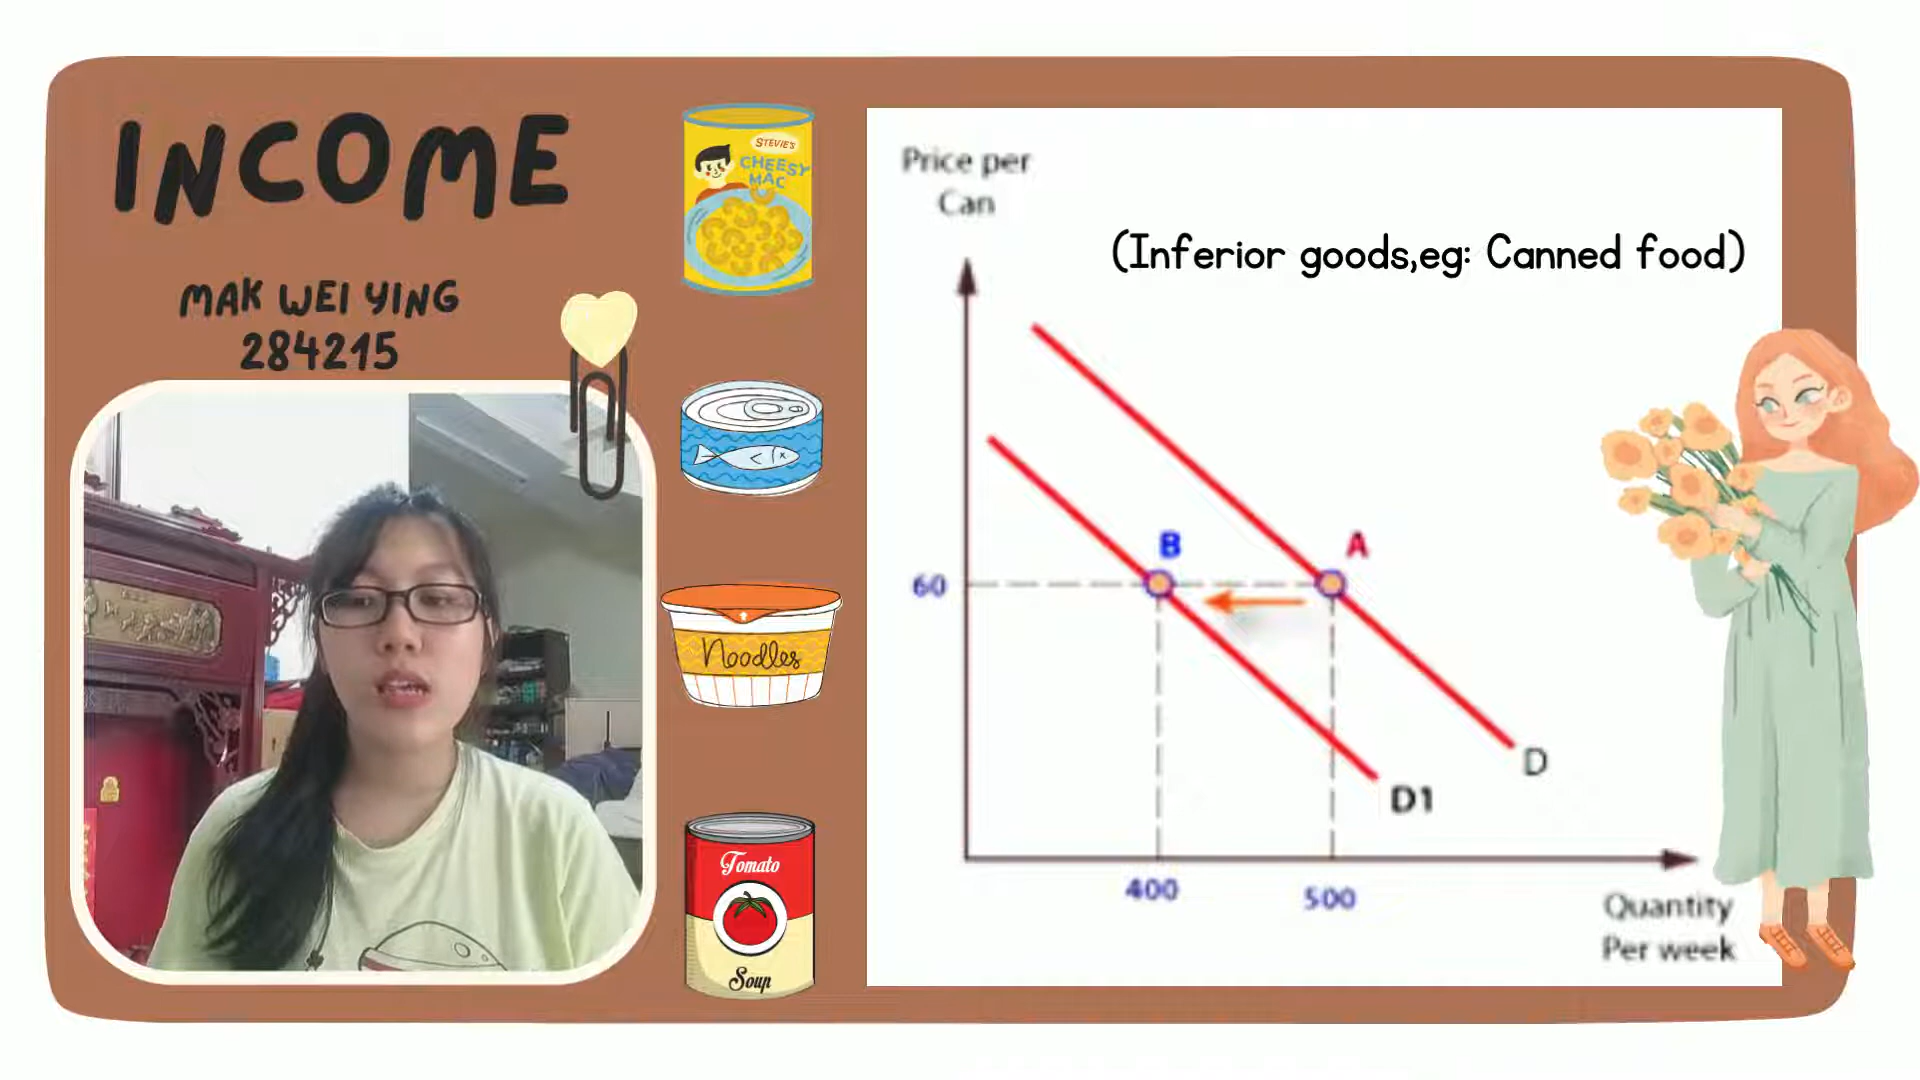 INCOME
MAK WEI YING
284215
STEVIE'S
CHEESY
MAC
Noodles
Tomato
Soup
Price per
Can
(Inferior goods,eg: Canned food)
B
A
60
D
D1
400
500
Quantity
Per week